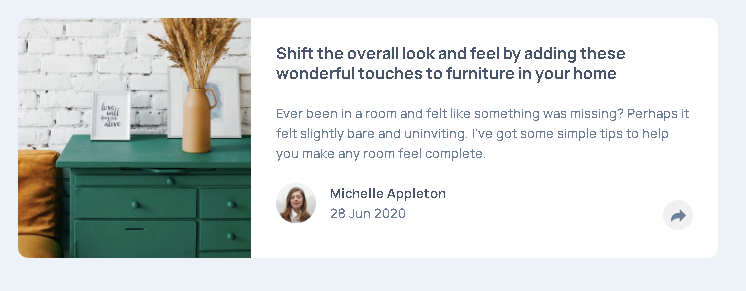 Shift the overall look and feel by adding these
wonderful touches to furniture in your home
Ever been in a room and felt like something was missing? Perhaps it
felt slightly bare and uninviting. I've got some simple tips to help
you make any room feel complete.
Michelle Appleton
28 Jun 2020